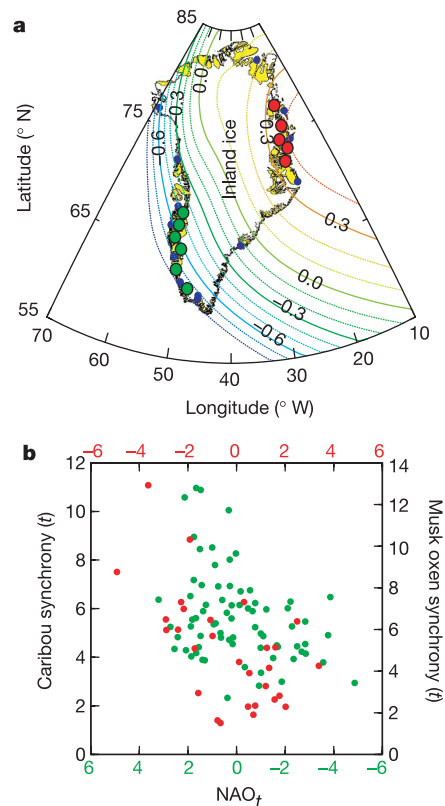 a
85
75
65
55
Latitude (° N)
0.0
−0.3
−0.6
Inland ice
0.3
0.3
0.0
−0.3
−0.6
70
60
50
40
30
20
10
Longitude (° W)
b
−6 −4 −2 0 2 4 6
12 14
10 12
8 10
6 8
4 6
2 4
0 2
0
Caribou synchrony (t)
Musk oxen synchrony (t)
6 4 2 0 −2 −4 −6
NAOt